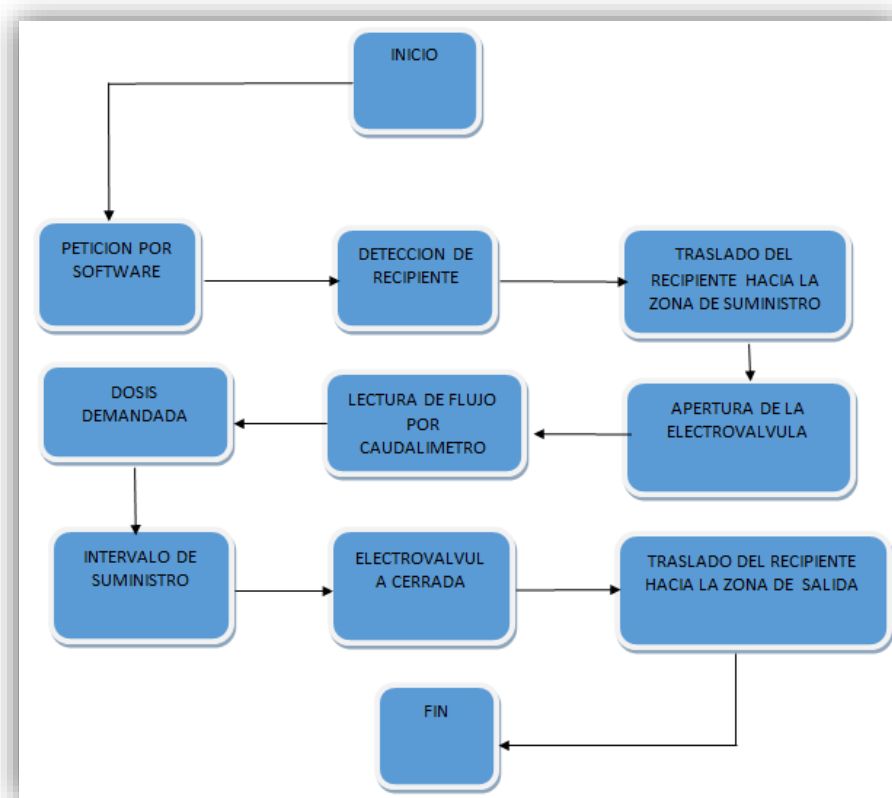 INICIO
PETICION POR
SOFTWARE
DETECCION DE
RECIPIENTE
TRASLADO DEL
RECIPIENTE HACIA LA
ZONA DE SUMINISTRO
DOSIS
DEMANDADA
LECTURA DE FLUJO
POR
CAUDALIMETRO
APERTURA DE LA
ELECTROVALVULA
INTERVALO DE
SUMINISTRO
ELECTROVALVUL
A CERRADA
TRASLADO DEL RECIPIENTE
HACIA LA ZONA DE SALIDA
FIN